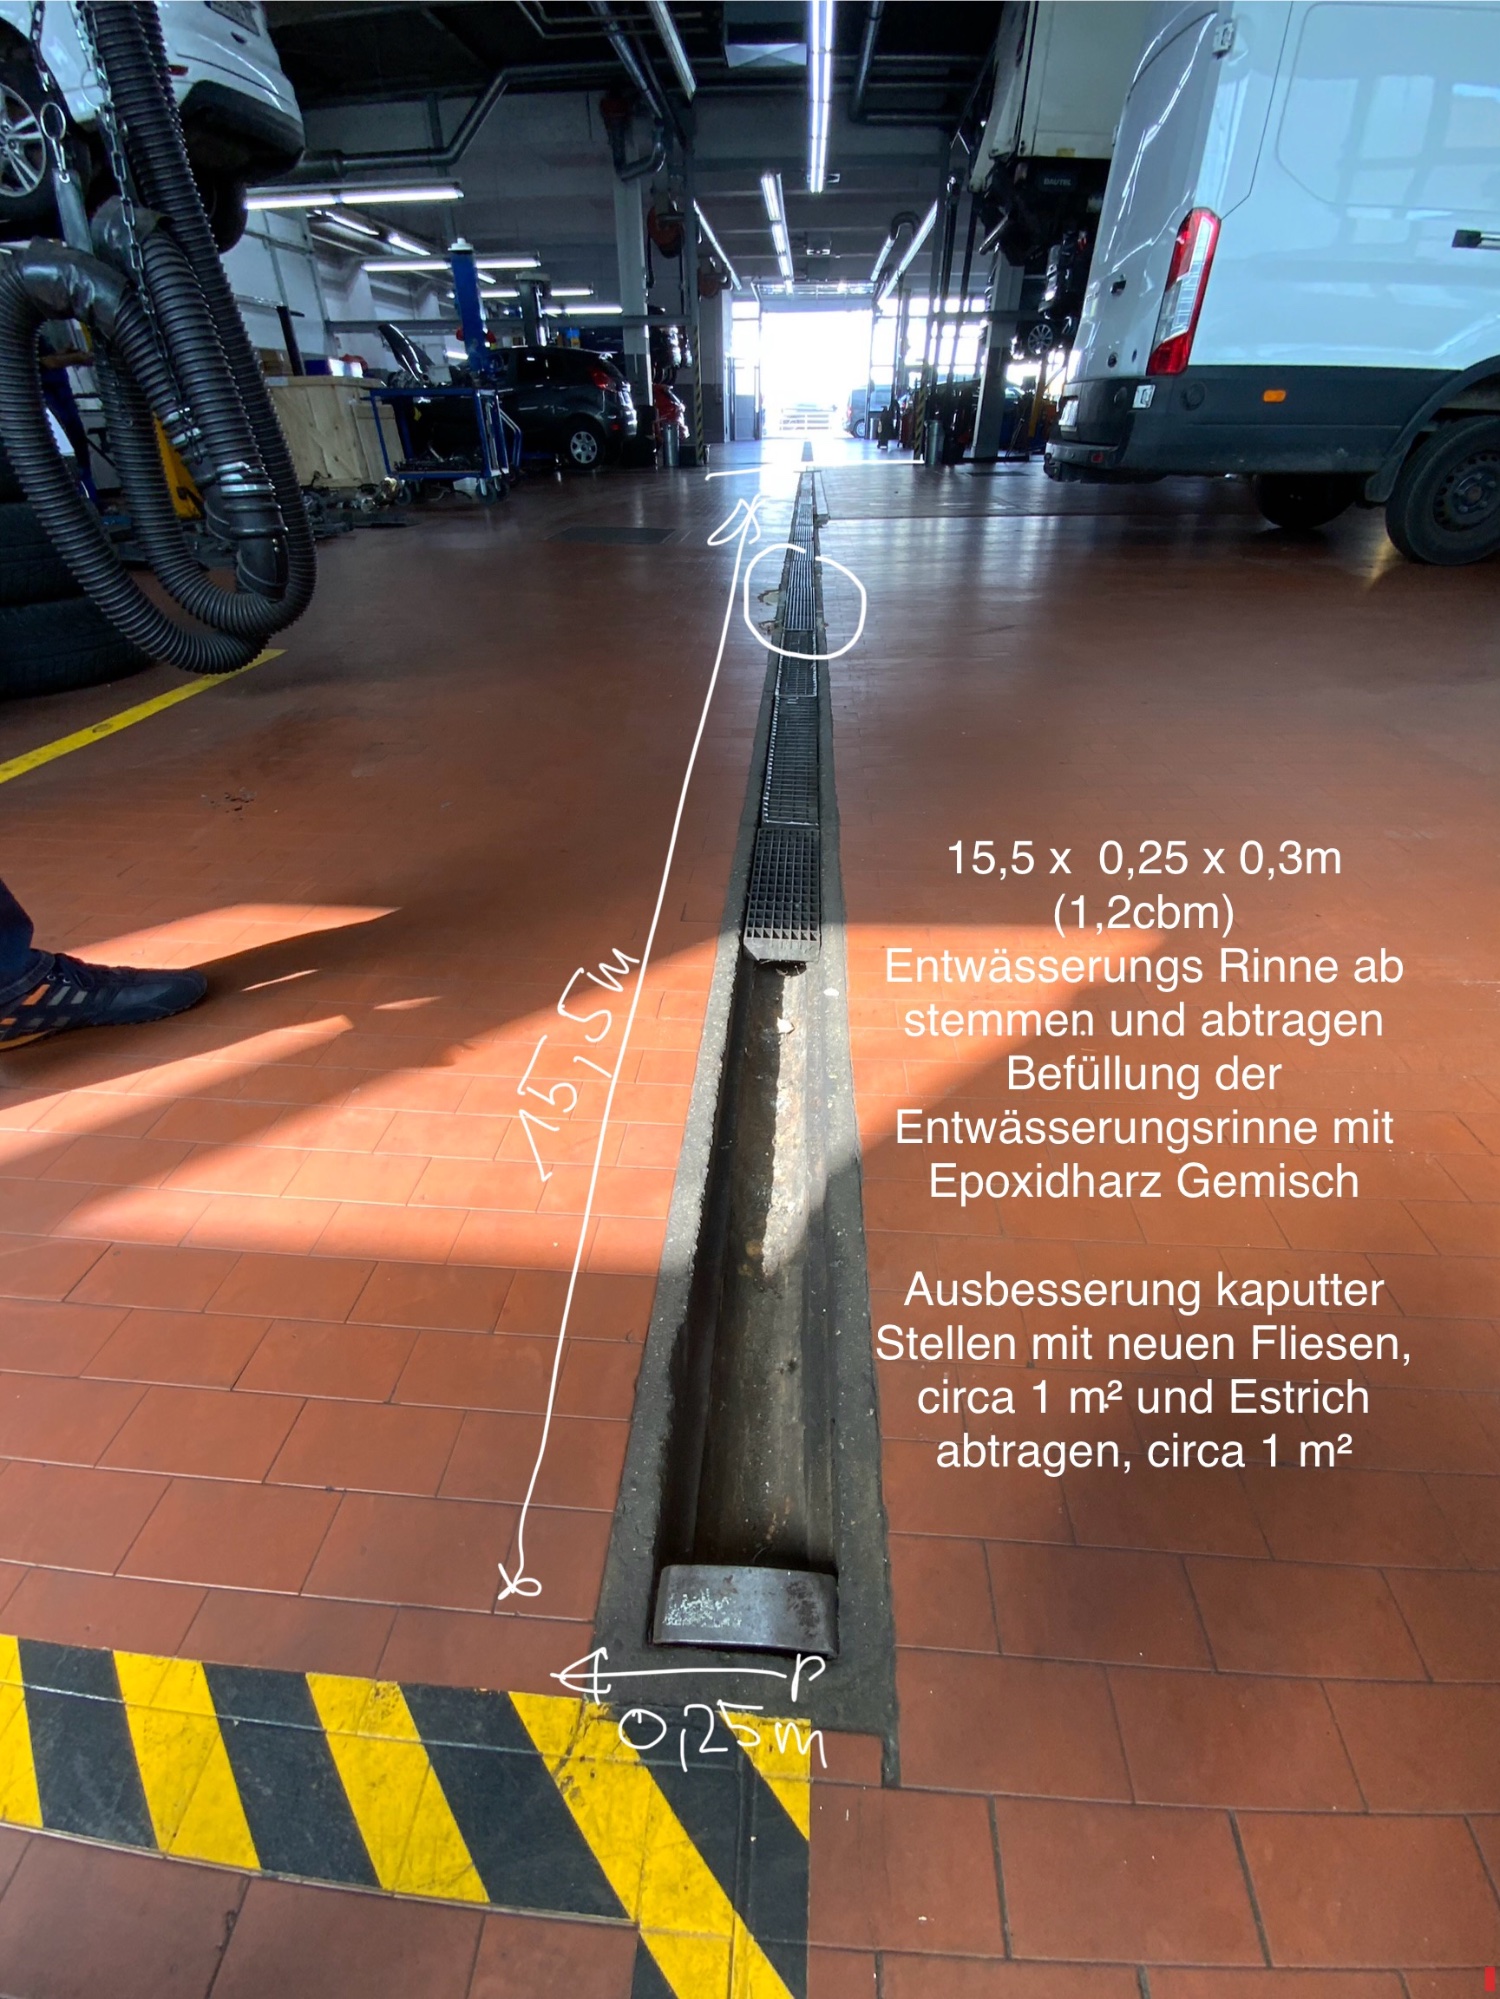 15,5m
15,5 x 0,25 x 0,3m
(1,2cbm)
Entwässerungs Rinne ab
stemmen und abtragen
Befüllung der
Entwässerungsrinne mit
Epoxidharz Gemisch
Ausbesserung kaputter
Stellen mit neuen Fliesen,
circa 1 m² und Estrich
abtragen, circa 1 m²
0,25m